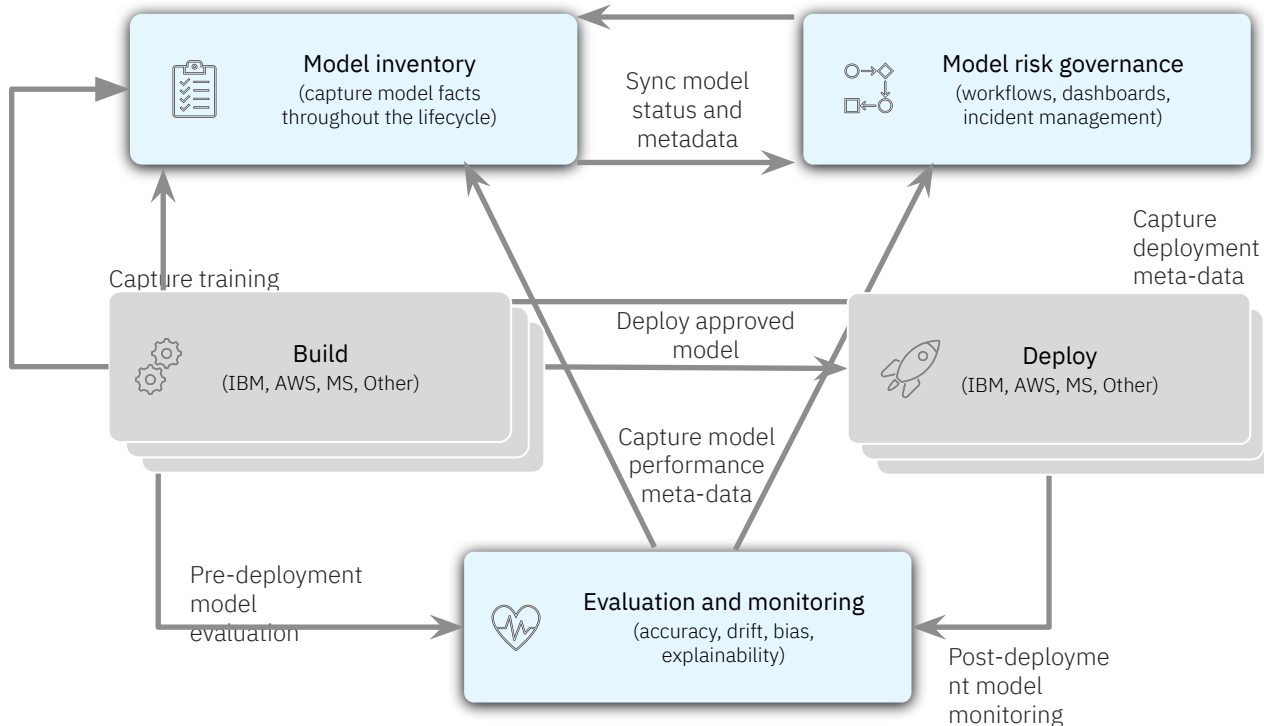 Model inventory
(capture model facts
throughout the lifecycle)
Sync model
status and
metadata
Model risk governance
(workflows, dashboards,
incident management)
Capture
deployment
meta-data
Capture training
Build
(IBM, AWS, MS, Other)
Deploy approved
model
Deploy
(IBM, AWS, MS, Other)
Capture model
performance
meta-data
Pre-deployment
model
evaluation
Evaluation and monitoring
(accuracy, drift, bias,
explainability)
Post-deployme
nt model
monitoring